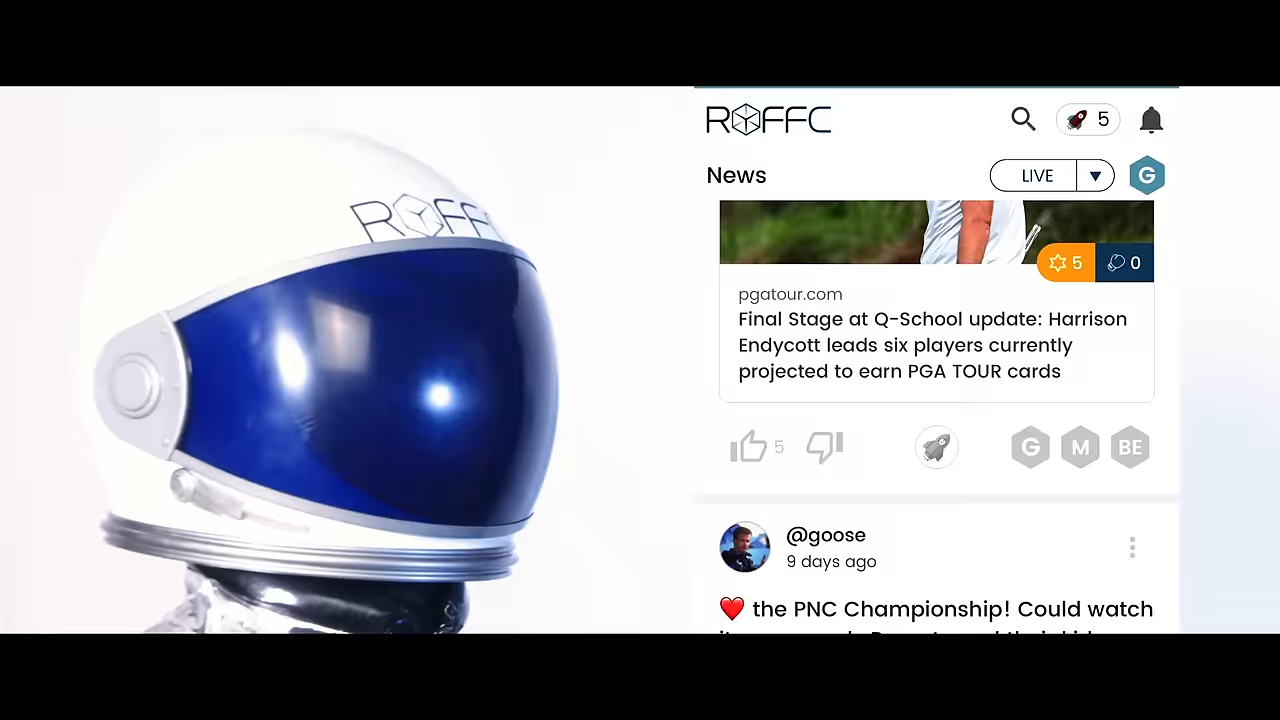 ROFFC
5
News
LIVE
G
5
0
pgatour.com
Final Stage at Q-School update: Harrison
Endycott leads six players currently
projected to earn PGA TOUR cards
5
G
M
BE
@goose
9 days ago
❤️ the PNC Championship! Could watch
ROFF